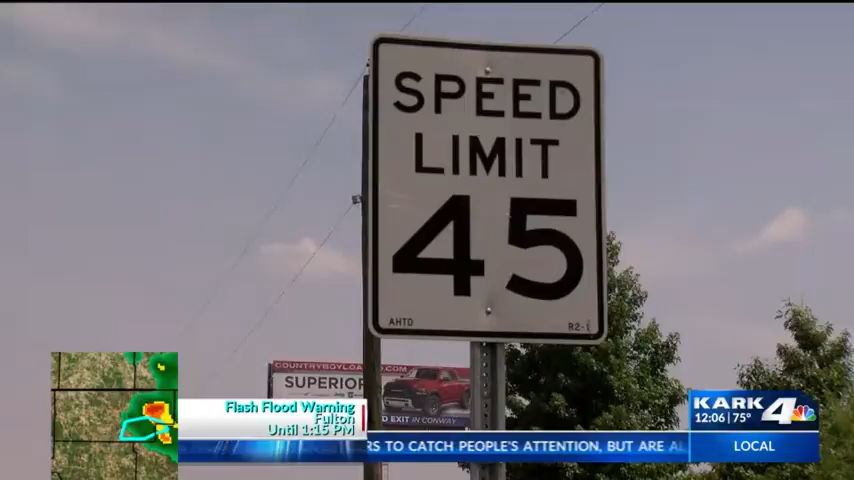 SPEED
LIMIT
45
AHTD R2-1
COUNTRYBOY COM
SUPERIOR
EXIT IN CONWAY
Flash Flood Warning
Fulton
Until 1:15 PM
RS TO CATCH PEOPLE'S ATTENTION, BUT ARE AL
KARK 4
12:06 | 75°
LOCAL